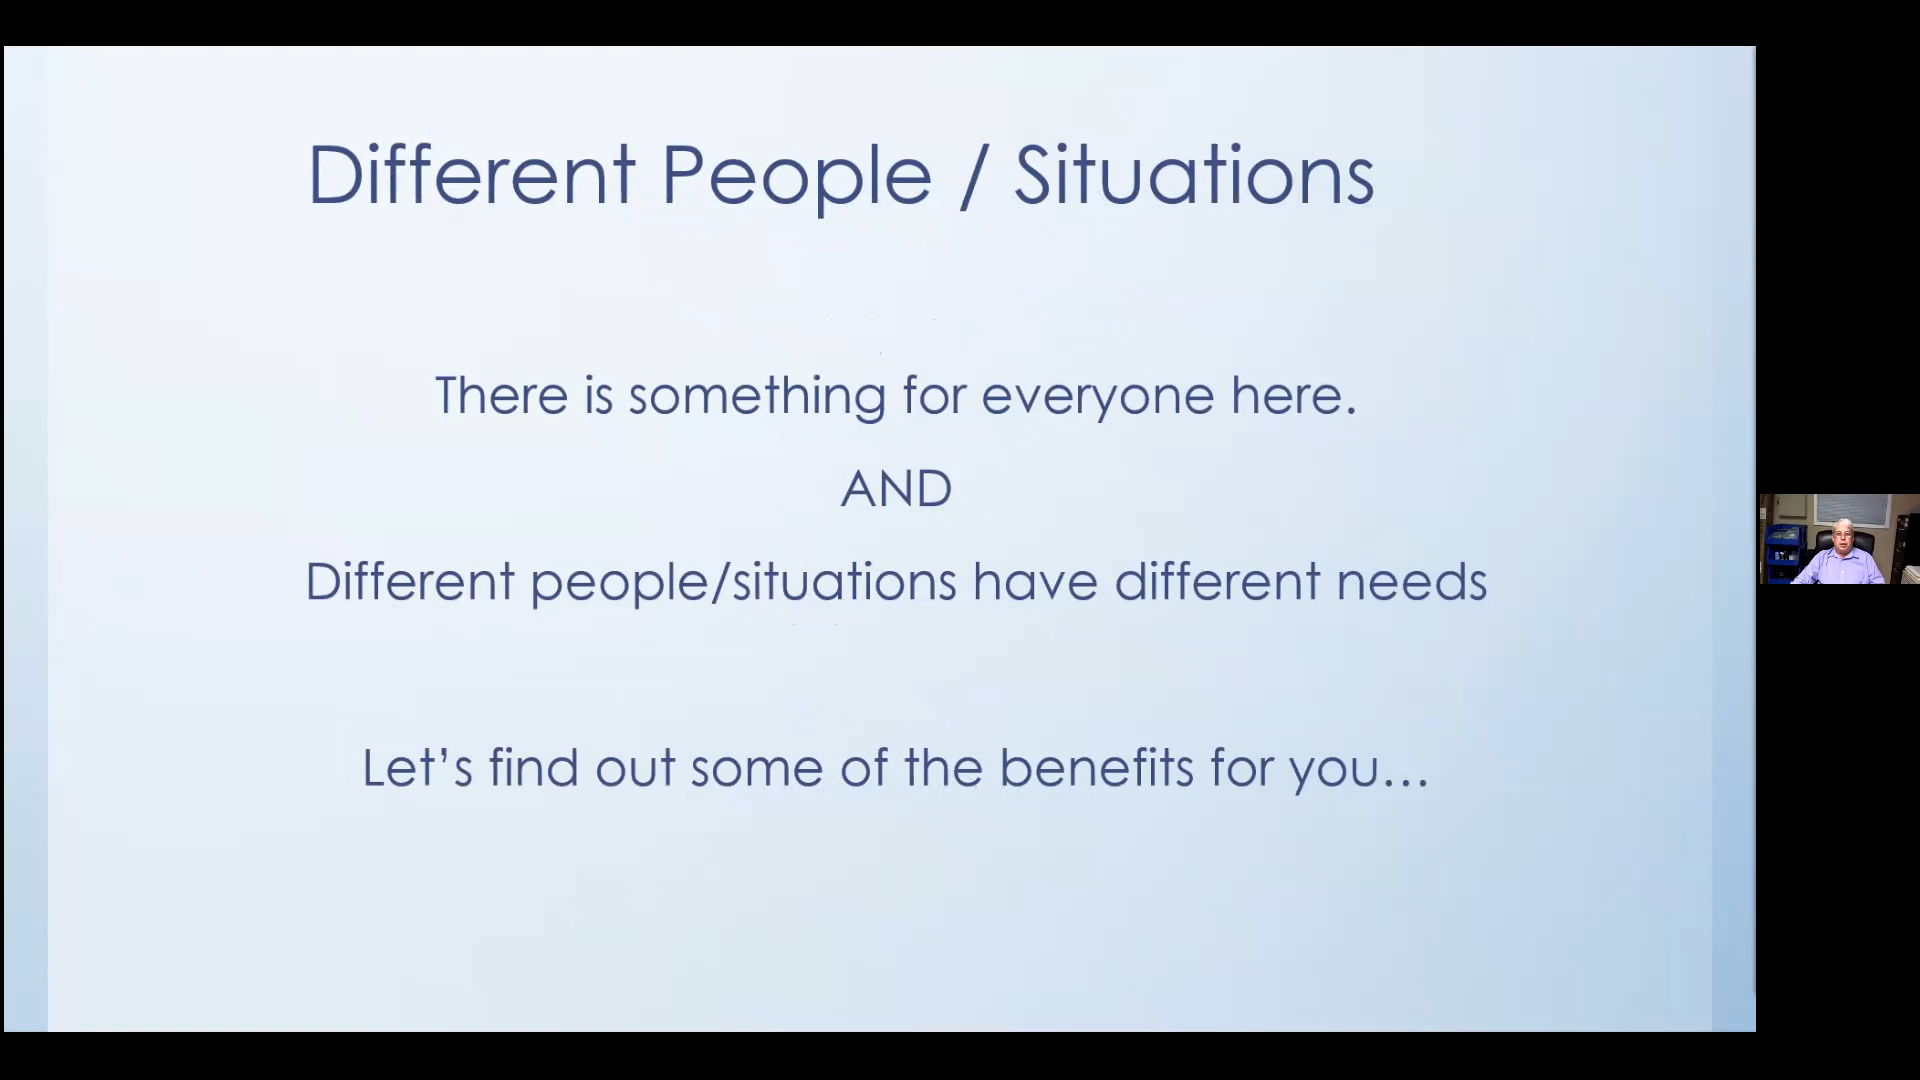 Different People / Situations
There is something for everyone here.
AND
Different people/situations have different needs
Let’s find out some of the benefits for you…